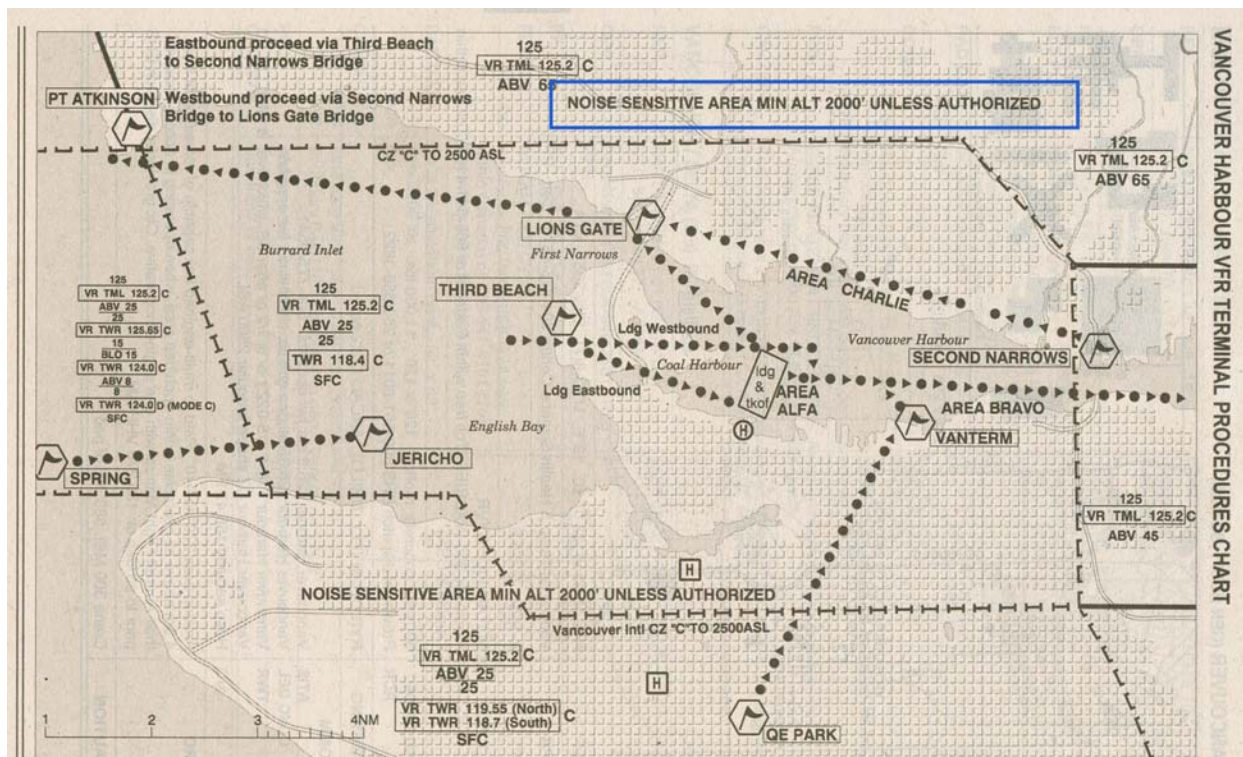 VANCOUVER HARBOUR VFR TERMINAL PROCEDURES CHART
Eastbound proceed via Third Beach
to Second Narrows Bridge
Westbound proceed via Second Narrows
Bridge to Lions Gate Bridge
125
VR TML 125.2 C
ABV 65
NOISE SENSITIVE AREA MIN ALT 2000' UNLESS AUTHORIZED
PT ATKINSON
CZ "C" TO 2500 ASL
125
VR TML 125.2 C
ABV 65
LIONS GATE
First Narrows
Burrard Inlet
AREA CHARLIE
125
VR TML 125.2 C
ABV 25
25
VR TWR 125.65 C
15
BLO 15
VR TWR 124.0 C
ABV 8
8
VR TWR 124.0 D (MODE C)
SFC
125
VR TML 125.2 C
ABV 25
25
TWR 118.4 C
SFC
THIRD BEACH
Ldg Westbound
Vancouver Harbour
SECOND NARROWS
Coal Harbour
ldg
&
tkof
AREA
ALFA
Ldg Eastbound
AREA BRAVO
H
VANTERM
English Bay
JERICHO
SPRING
125
VR TML 125.2 C
ABV 45
H
NOISE SENSITIVE AREA MIN ALT 2000' UNLESS AUTHORIZED
Vancouver Intl CZ "C" TO 2500ASL
125
VR TML 125.2 C
ABV 25
25
VR TWR 119.55 (North)
VR TWR 118.7 (South) C
SFC
H
QE PARK
1 2 3 4NM